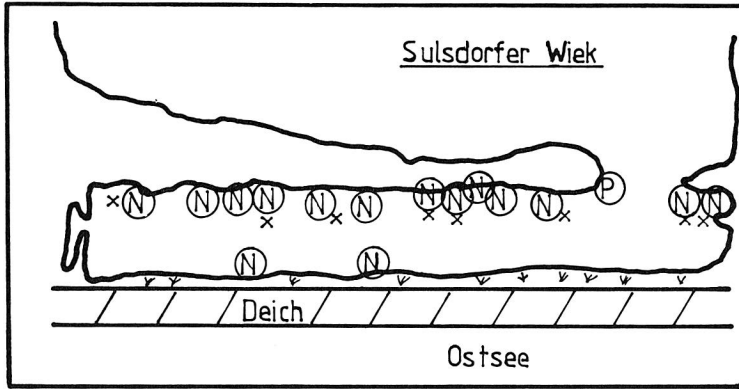 Sulsdorfer Wiek
N N N N N N N N N N N P N N
N N
Deich
Ostsee